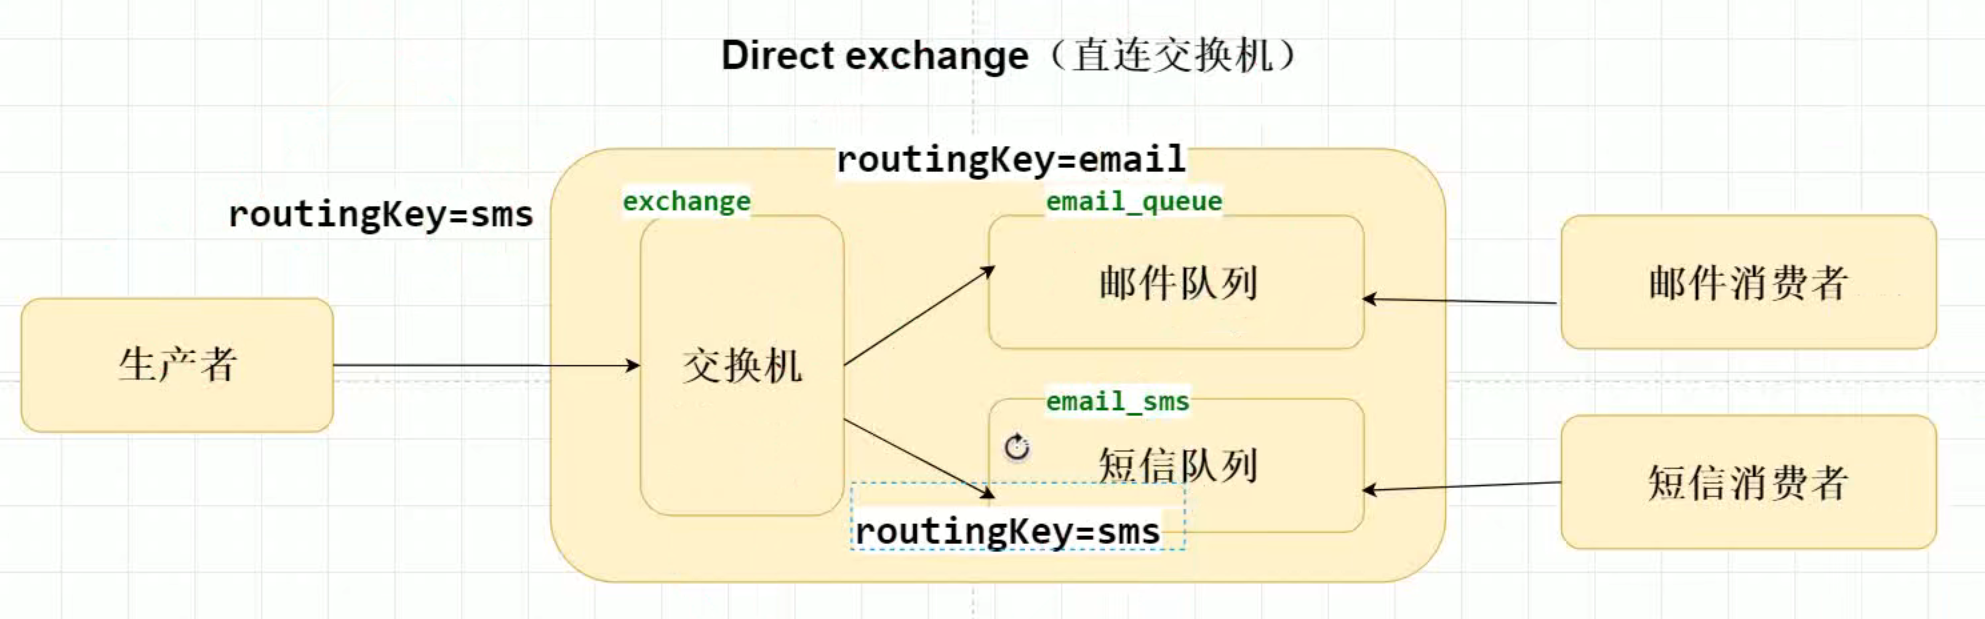 Direct exchange（直连交换机）
routingKey=email
routingKey=sms
exchange
email_queue
邮件队列
邮件消费者
生产者
交换机
email_sms
短信队列
短信消费者
routingKey=sms